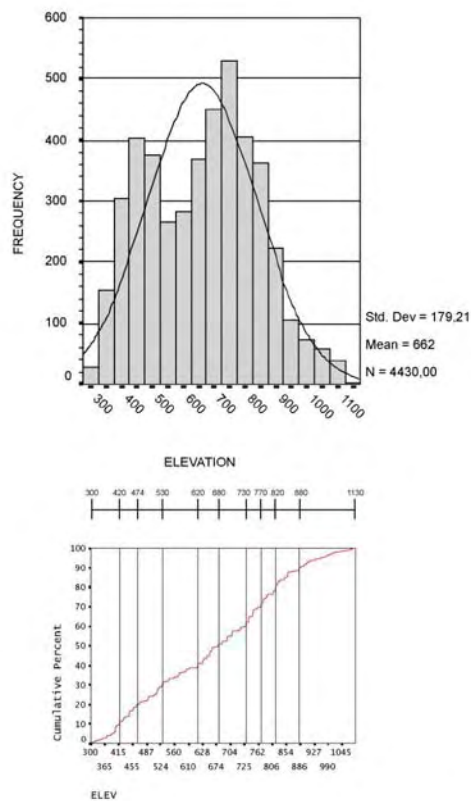 600
500
400
300
200
100
0
FREQUENCY
300 400 500 600 700 800 900 1000 1100
Std. Dev = 179,21
Mean = 662
N = 4430,00
ELEVATION
300 420 474 530 620 680 730 770 820 880 1130
100
90
80
70
60
50
40
30
20
10
0
Cumulative Percent
300 415 487 560 628 704 762 854 927 1045
365 455 524 610 674 725 806 886 990
ELEV